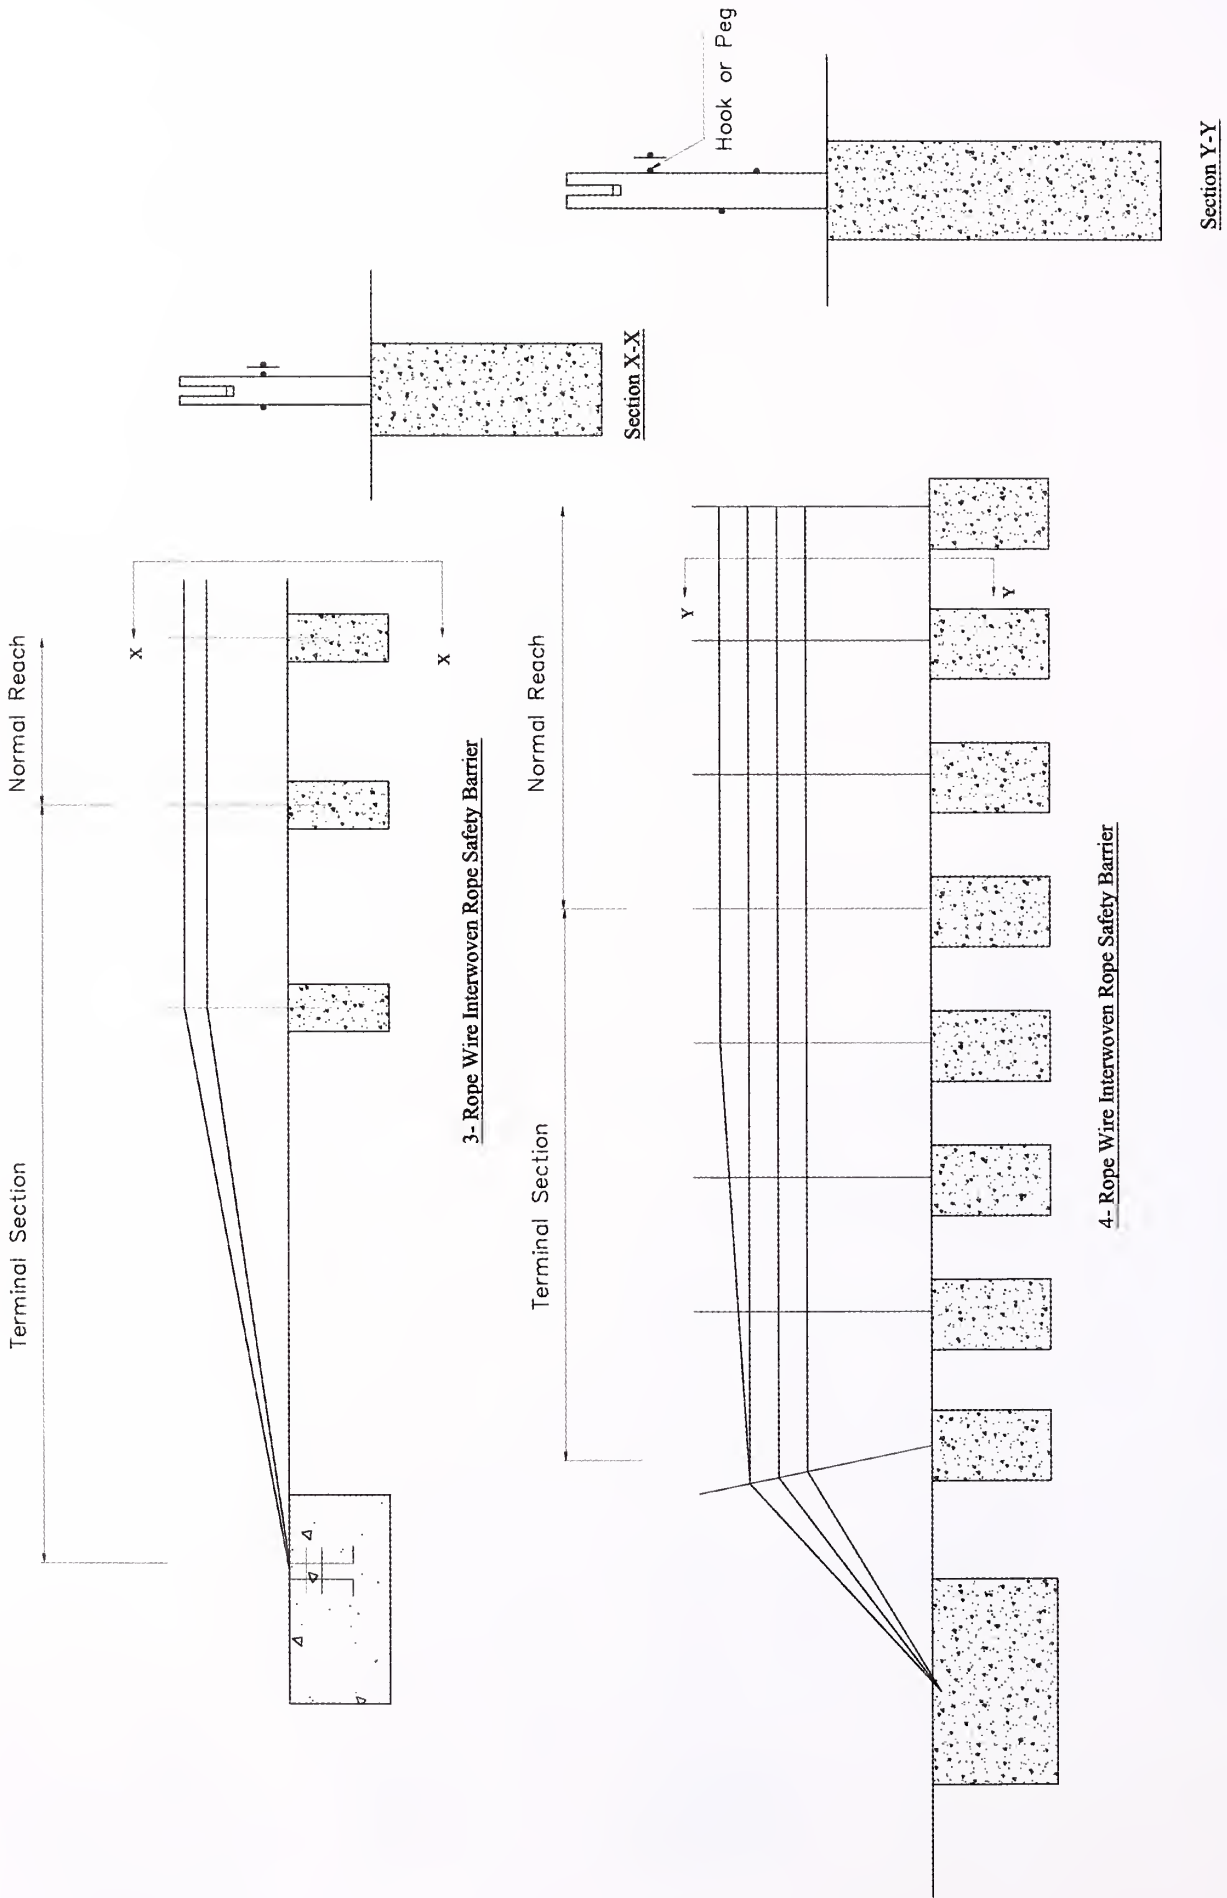 Terminal Section
Normal Reach
X
X
3- Rope Wire Interwoven Rope Safety Barrier
Section X-X
Terminal Section
Normal Reach
Y
Y
4- Rope Wire Interwoven Rope Safety Barrier
Hook or Peg
Section Y-Y